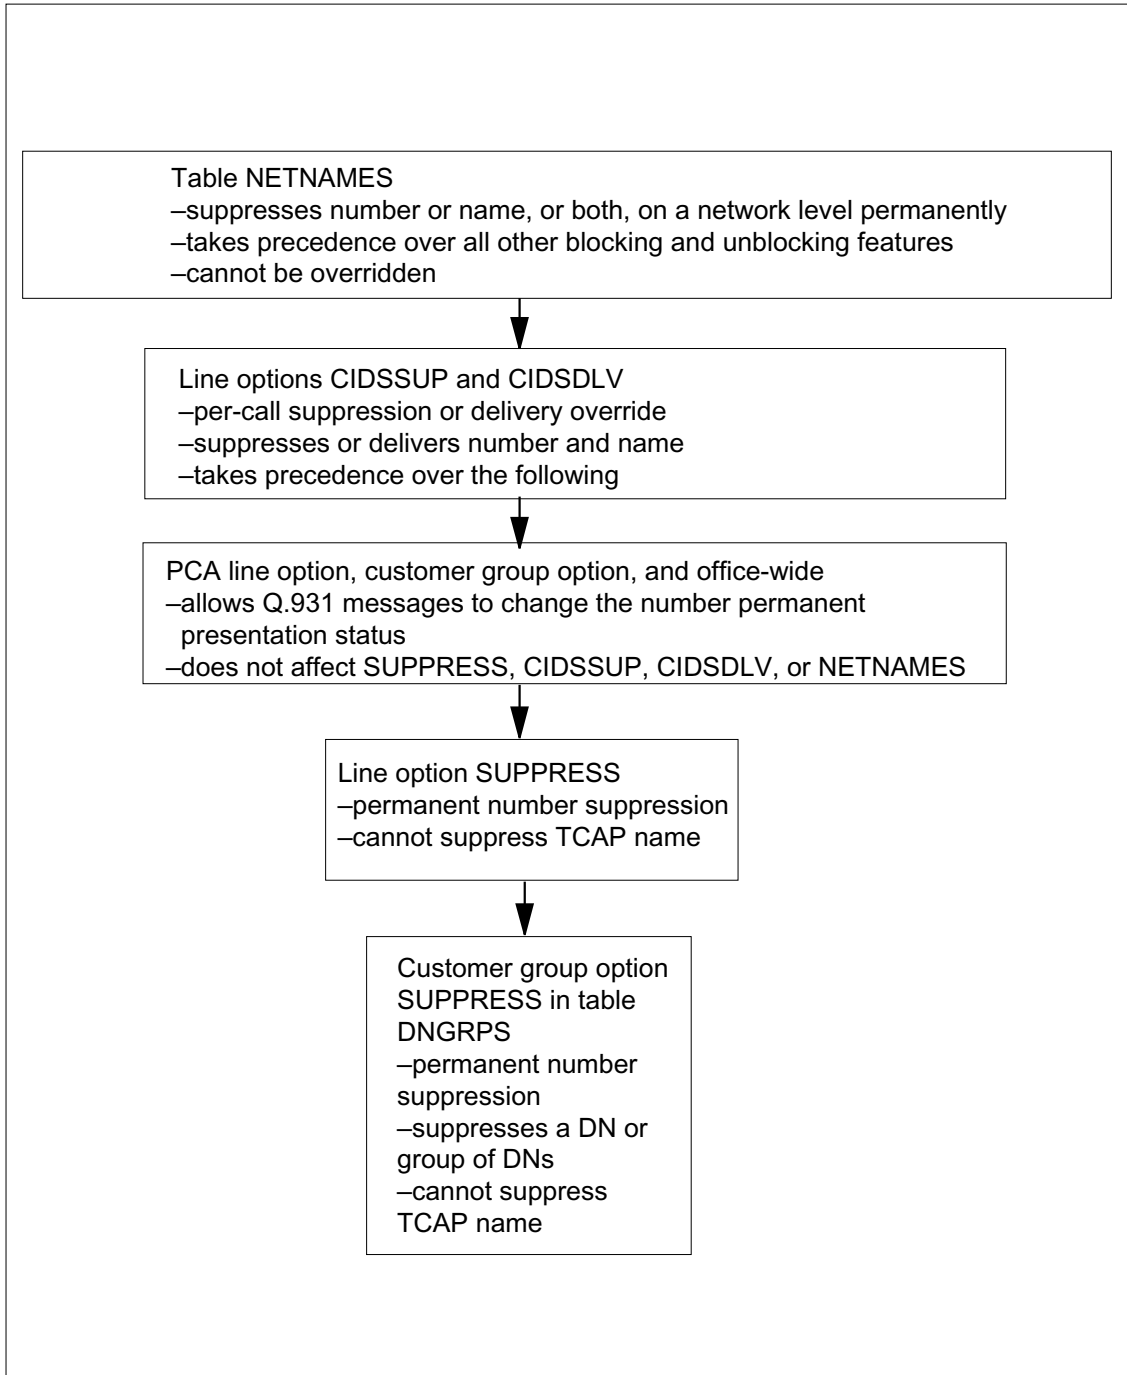 Table NETNAMES
–suppresses number or name, or both, on a network level permanently
–takes precedence over all other blocking and unblocking features
–cannot be overridden
Line options CIDSSUP and CIDSDLV
–per-call suppression or delivery override
–suppresses or delivers number and name
–takes precedence over the following
PCA line option, customer group option, and office-wide
–allows Q.931 messages to change the number permanent
presentation status
–does not affect SUPPRESS, CIDSSUP, CIDSDLV, or NETNAMES
Line option SUPPRESS
–permanent number suppression
–cannot suppress TCAP name
Customer group option
SUPPRESS in table
DNGRPS
–permanent number
suppression
–suppresses a DN or
group of DNs
–cannot suppress
TCAP name